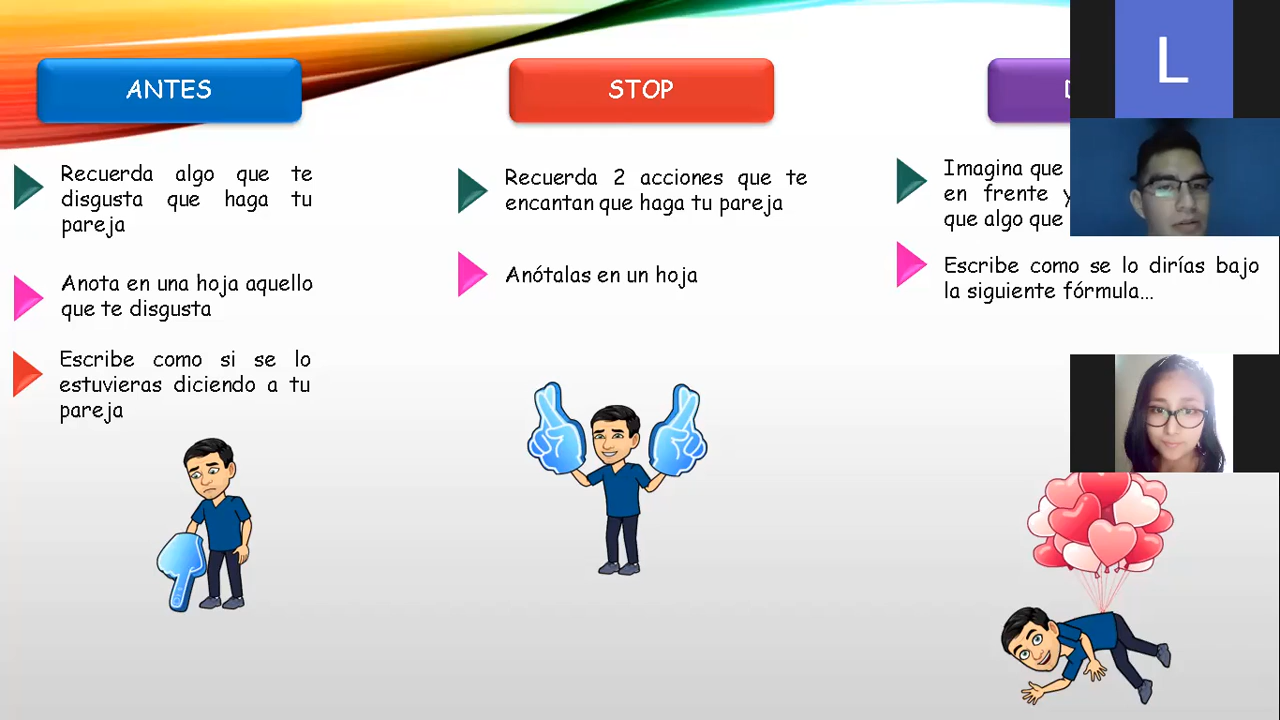 ANTES
Recuerda algo que te
disgusta que haga tu
pareja
Anota en una hoja aquello
que te disgusta
Escribe como si se lo
estuvieras diciendo a tu
pareja
STOP
Recuerda 2 acciones que te
encantan que haga tu pareja
Anótalas en un hoja
Imagina que
en frente y
que algo que
Escribe como se lo dirías bajo
la siguiente fórmula...
L